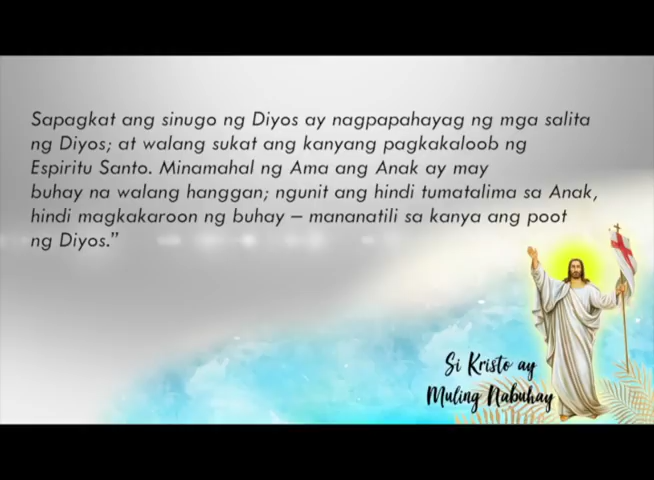 Sapagkat ang sinugo ng Diyos ay nagpapahayag ng mga salita
ng Diyos; at walang sukat ang kanyang pagkakaloob ng
Espiritu Santo. Minamahal ng Ama ang Anak ay may
buhay na walang hanggan; ngunit ang hindi tumatalima sa Anak,
hindi magkakaroon ng buhay – mananatili sa kanya ang poot
ng Diyos.”
Si Kristo ay
Muling Nabuhay